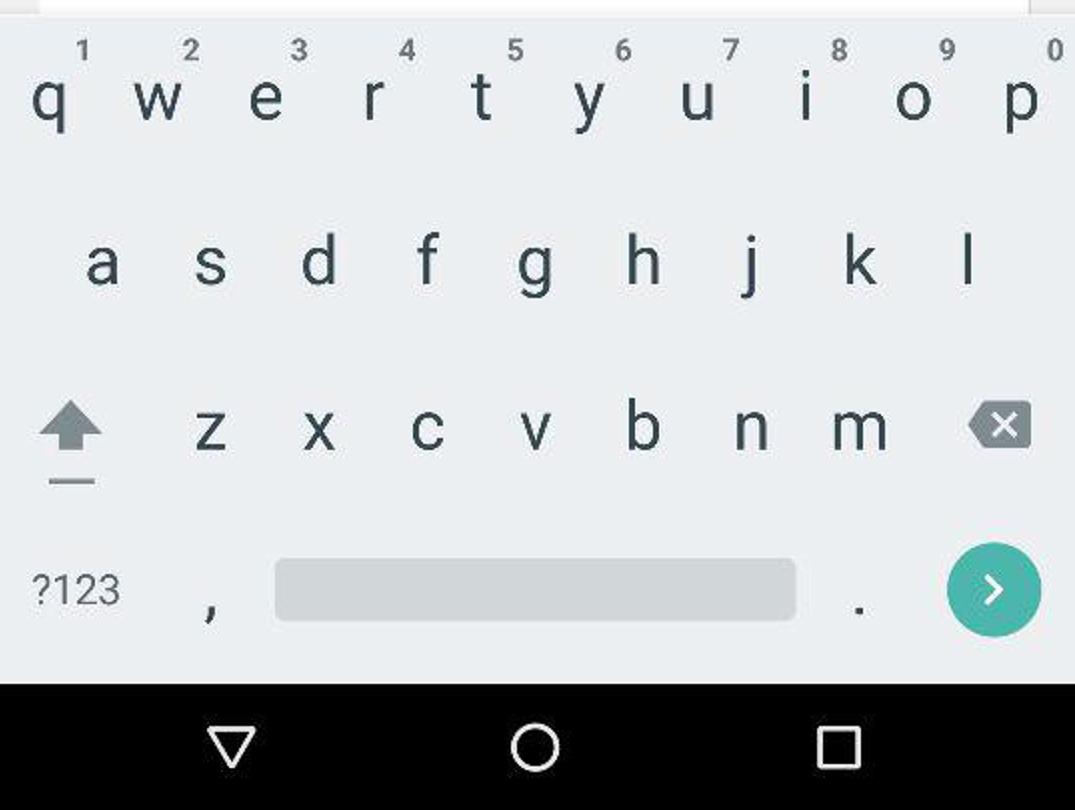 1 2 3 4 5 6 7 8 9 0
q w e r t y u i o p
a s d f g h j k l
z x c v b n m
?123 , .